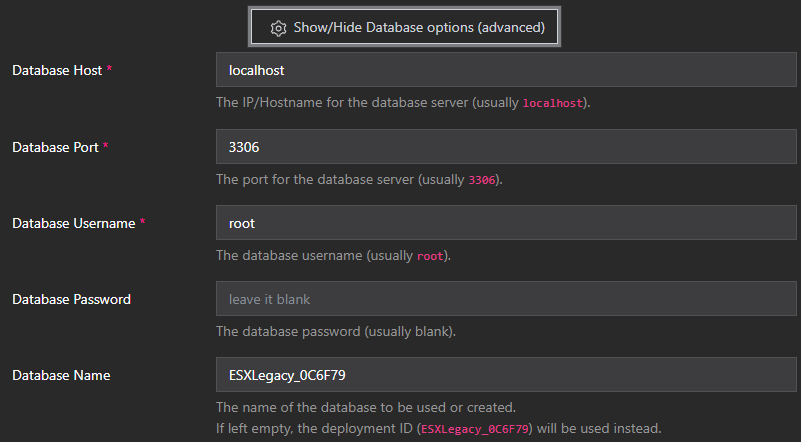 Show/Hide Database options (advanced)
Database Host *
localhost
The IP/Hostname for the database server (usually localhost).
Database Port *
3306
The port for the database server (usually 3306).
Database Username *
root
The database username (usually root).
Database Password
leave it blank
The database password (usually blank).
Database Name
ESXLegacy_0C6F79
The name of the database to be used or created.
If left empty, the deployment ID (ESXLegacy_0C6F79) will be used instead.